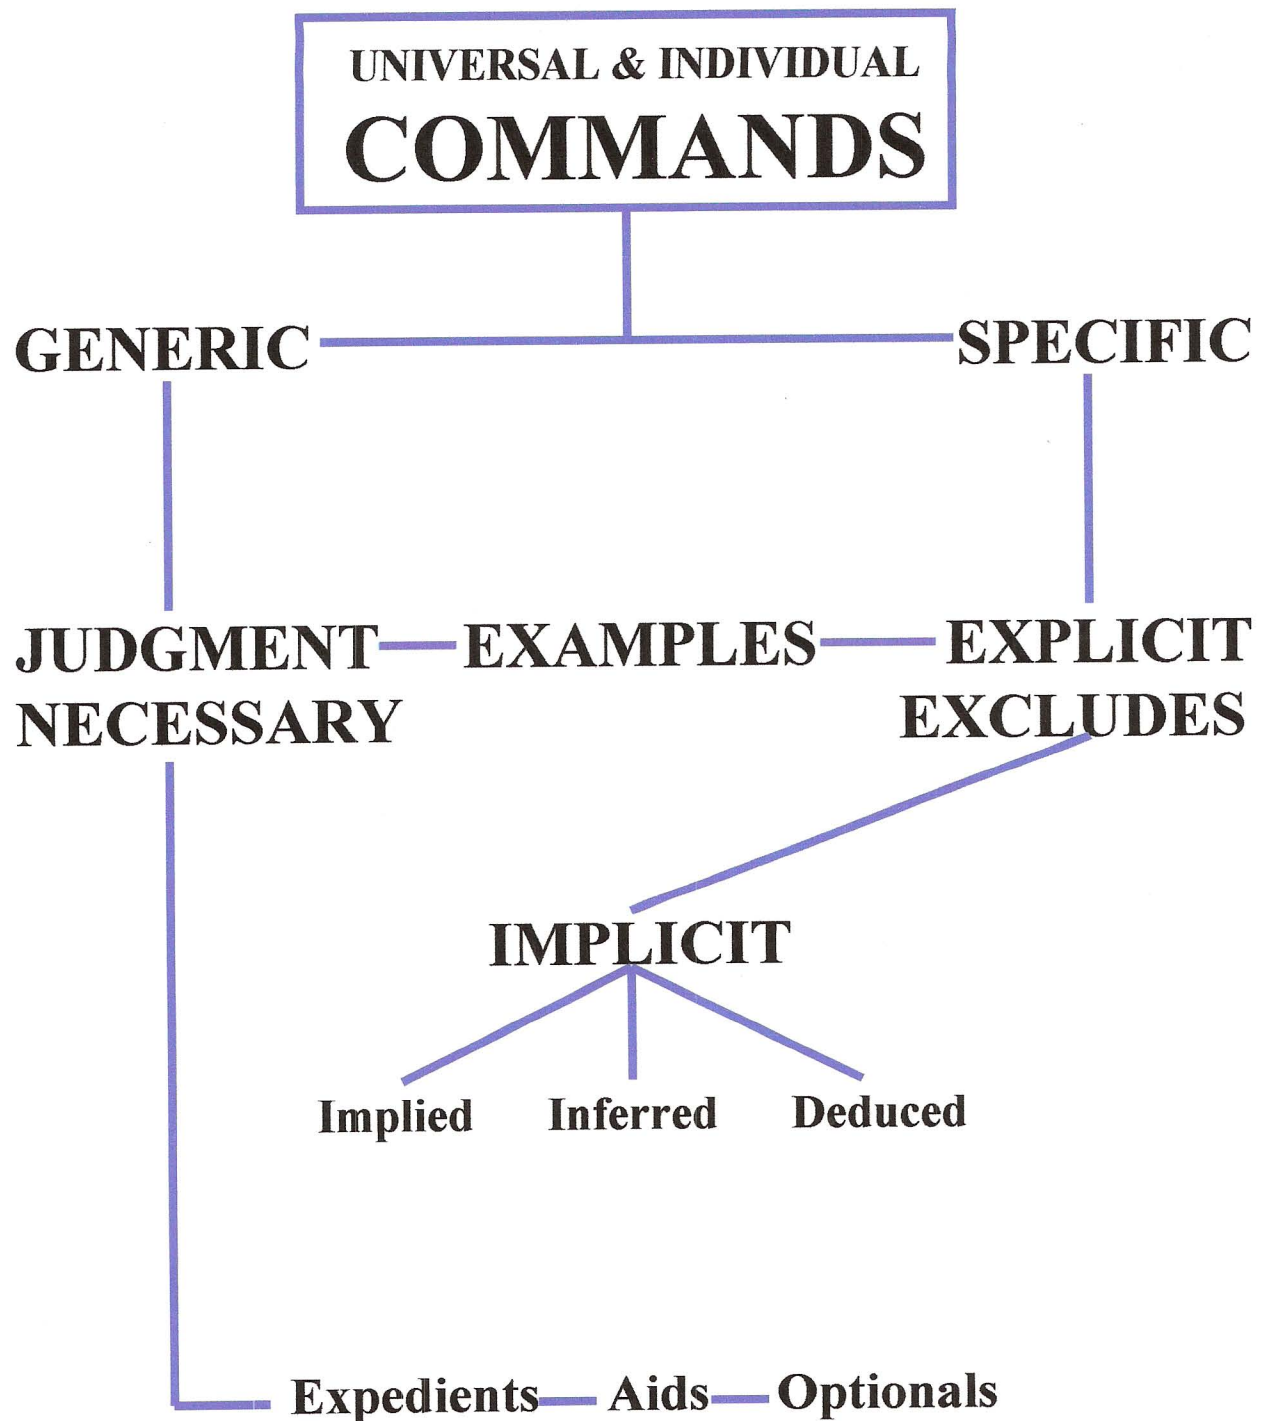 UNIVERSAL & INDIVIDUAL
COMMANDS
GENERIC
SPECIFIC
JUDGMENT
NECESSARY
EXAMPLES
EXPLICIT
EXCLUDES
IMPLICIT
Implied
Inferred
Deduced
Expedients
Aids
Optionals